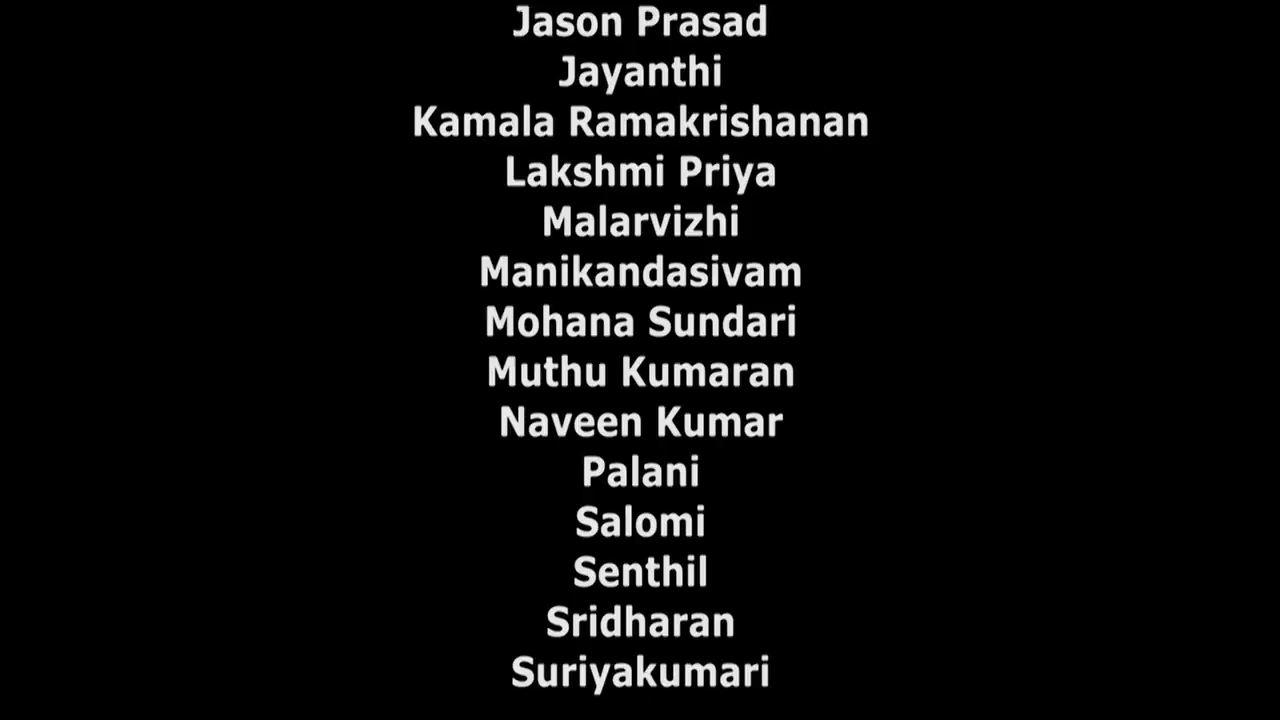 Jason Prasad
Jayanthi
Kamala Ramakrishanan
Lakshmi Priya
Malarvizhi
Manikandasivam
Mohana Sundari
Muthu Kumaran
Naveen Kumar
Palani
Salomi
Senthil
Sridharan
Suriyakumari